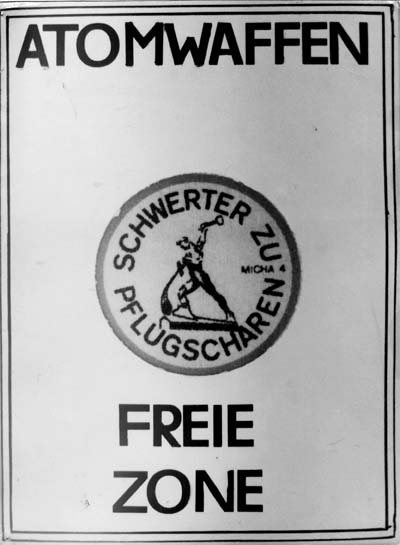 ATOMWAFFEN
SCHWERTER ZU
PFLUGSCHAREN
MICHA 4
FREIE
ZONE